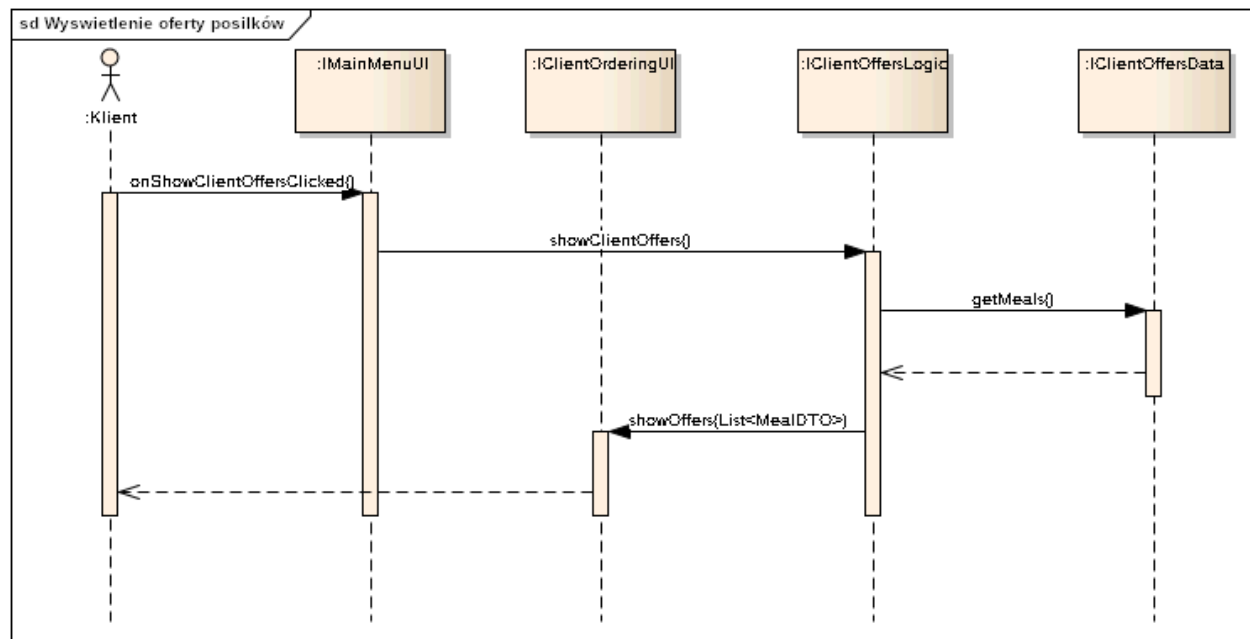 sd Wyswietlenie oferty posilków
:Klient
:IMainMenuUI
:IClientOrderingUI
:IClientOffersLogic
:IClientOffersData
onShowClientOffersClicked()
showClientOffers()
getMeals()
showOffers(List<MealDTO>)